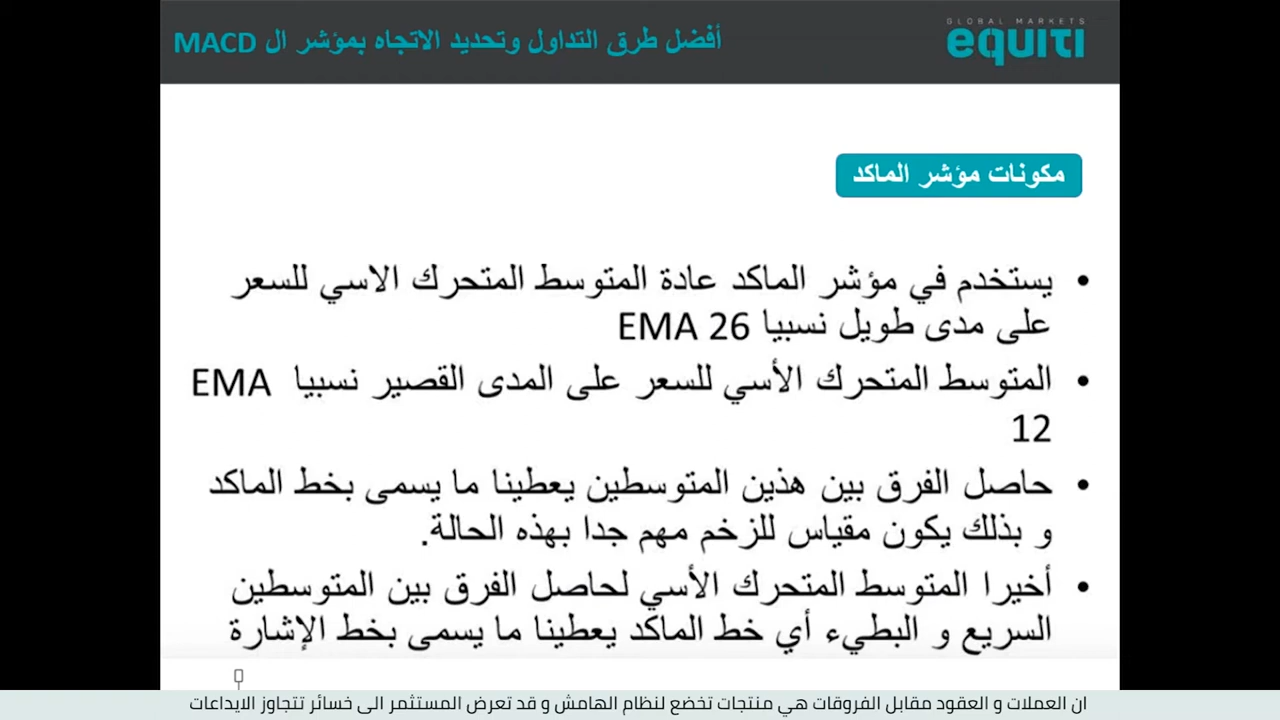 أفضل طرق التداول وتحديد الاتجاه بمؤشر ال MACD
GLOBAL MARKETS
equiti
مكونات مؤشر الماكد
• يستخدم في مؤشر الماكد عادة المتوسط المتحرك الاسي للسعر
على مدى طويل نسبيا EMA 26
• المتوسط المتحرك الأسي للسعر على المدى القصير نسبيا EMA
12
• حاصل الفرق بين هذين المتوسطين يعطينا ما يسمى بخط الماكد
و بذلك يكون مقياس للزخم مهم جدا بهذه الحالة.
• أخيرا المتوسط المتحرك الأسي لحاصل الفرق بين المتوسطين
السريع و البطيء أي خط الماكد يعطينا ما يسمى بخط الإشارة
ان العملات و العقود مقابل الفروقات هي منتجات تخضع لنظام الهامش و قد تعرض المستثمر الى خسائر تتجاوز الايداعات